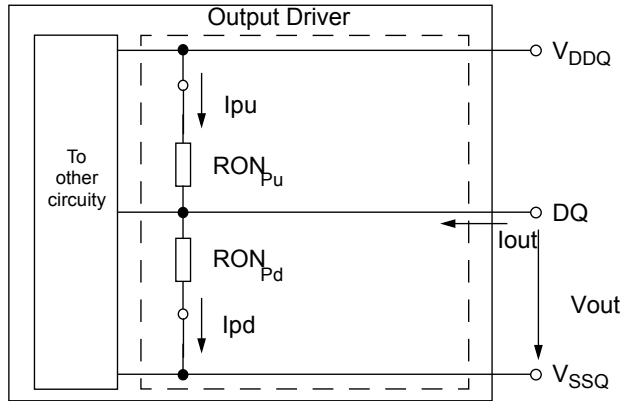 Output Driver
V_DDQ
Ipu
To
other
circuity
RON_Pu
DQ
Iout
RON_Pd
Vout
Ipd
V_SSQ